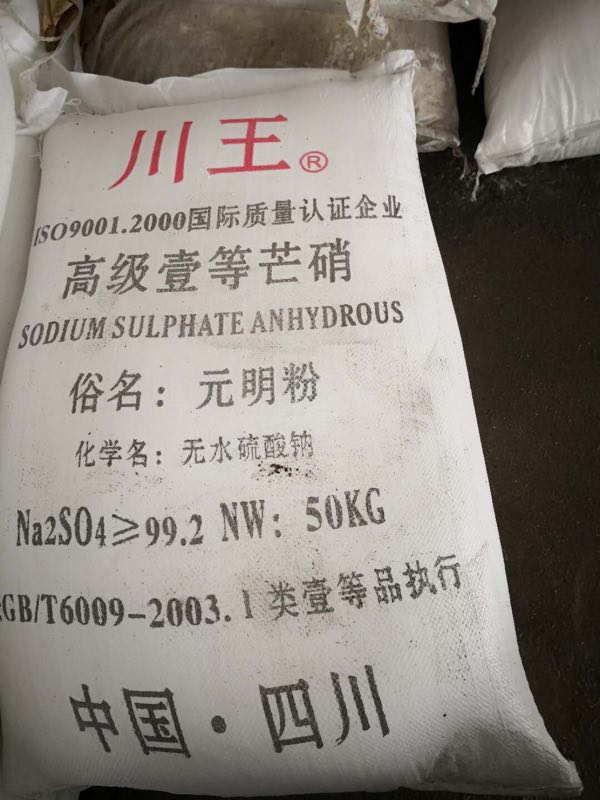 川王®
ISO9001.2000国际质量认证企业
高级壹等芒硝
SODIUM SULPHATE ANHYDROUS
俗名：元明粉
化学名：无水硫酸钠
Na2SO4≥99.2 NW：50KG
GB/T6009-2003.1类壹等品执行
中国·四川